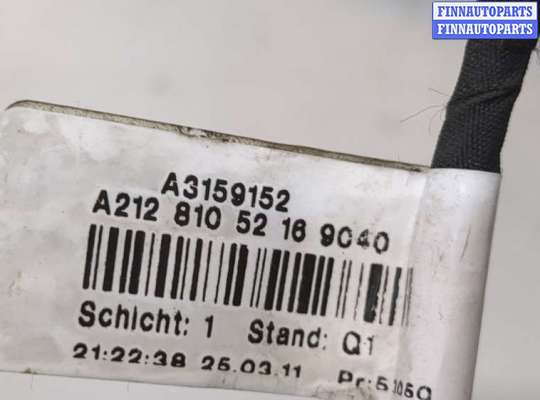 FINNAUTOPARTS
FINNAUTOPARTS
A3159152
A212 810 52 16 9040
Schicht: 1 Stand: Q1
21:22:38 25.03.11